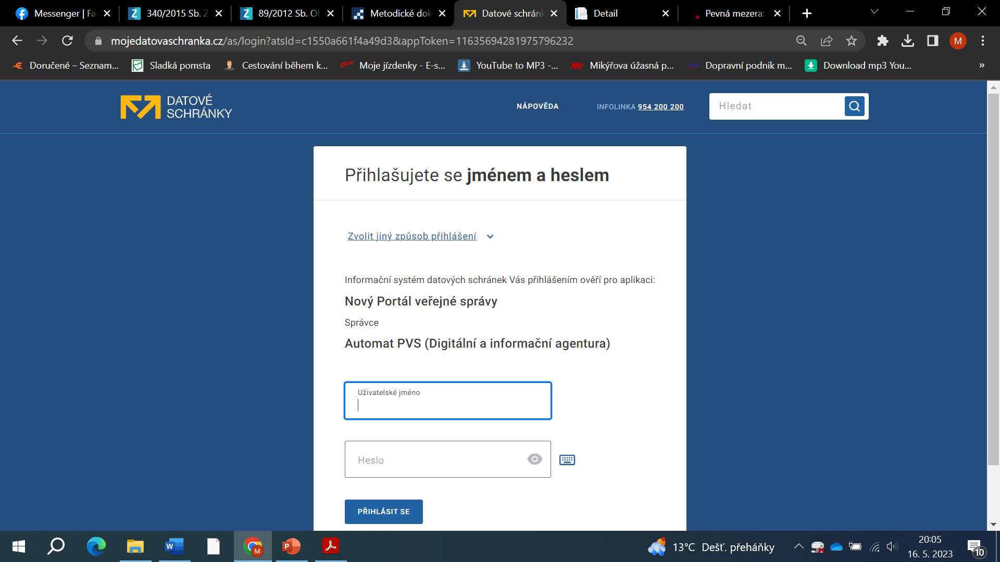 Messenger | Fa
340/2015 Sb. Z
89/2012 Sb. Ob
Metodické dok
Datové schránk
Detail
Pevná mezera:
mojedatovaschranka.cz/as/login?atsId=c1550a661f4a49d3&appToken=11635694281975796232
M
Doručené – Seznam...
Sladká pomsta
Cestování během k...
Moje jízdenky - E-s...
YouTube to MP3 -...
Mikýřova úžasná p...
Dopravní podnik m...
Download mp3 You...
»
DATOVÉ
SCHRÁNKY
NÁPOVĚDA
INFOLINKA 954 200 200
Hledat
Přihlašujete se jménem a heslem
Zvolit jiný způsob přihlášení
Informační systém datových schránek Vás přihlášením ověří pro aplikaci:
Nový Portál veřejné správy
Správce
Automat PVS (Digitální a informační agentura)
Uživatelské jméno
Heslo
PŘIHLÁSIT SE
13°C Dešť. přeháňky
20:05
16. 5. 2023
10